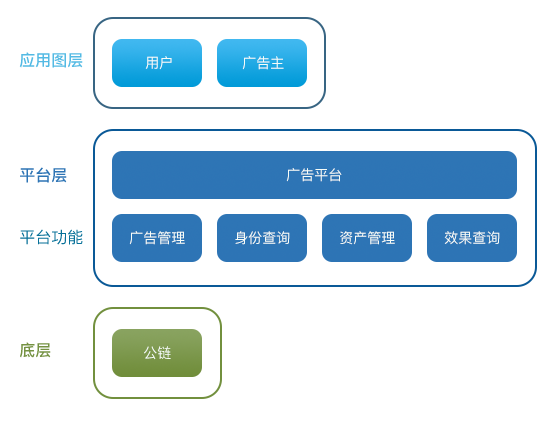 应用图层
用户
广告主
平台层
广告平台
平台功能
广告管理
身份查询
资产管理
效果查询
底层
公链